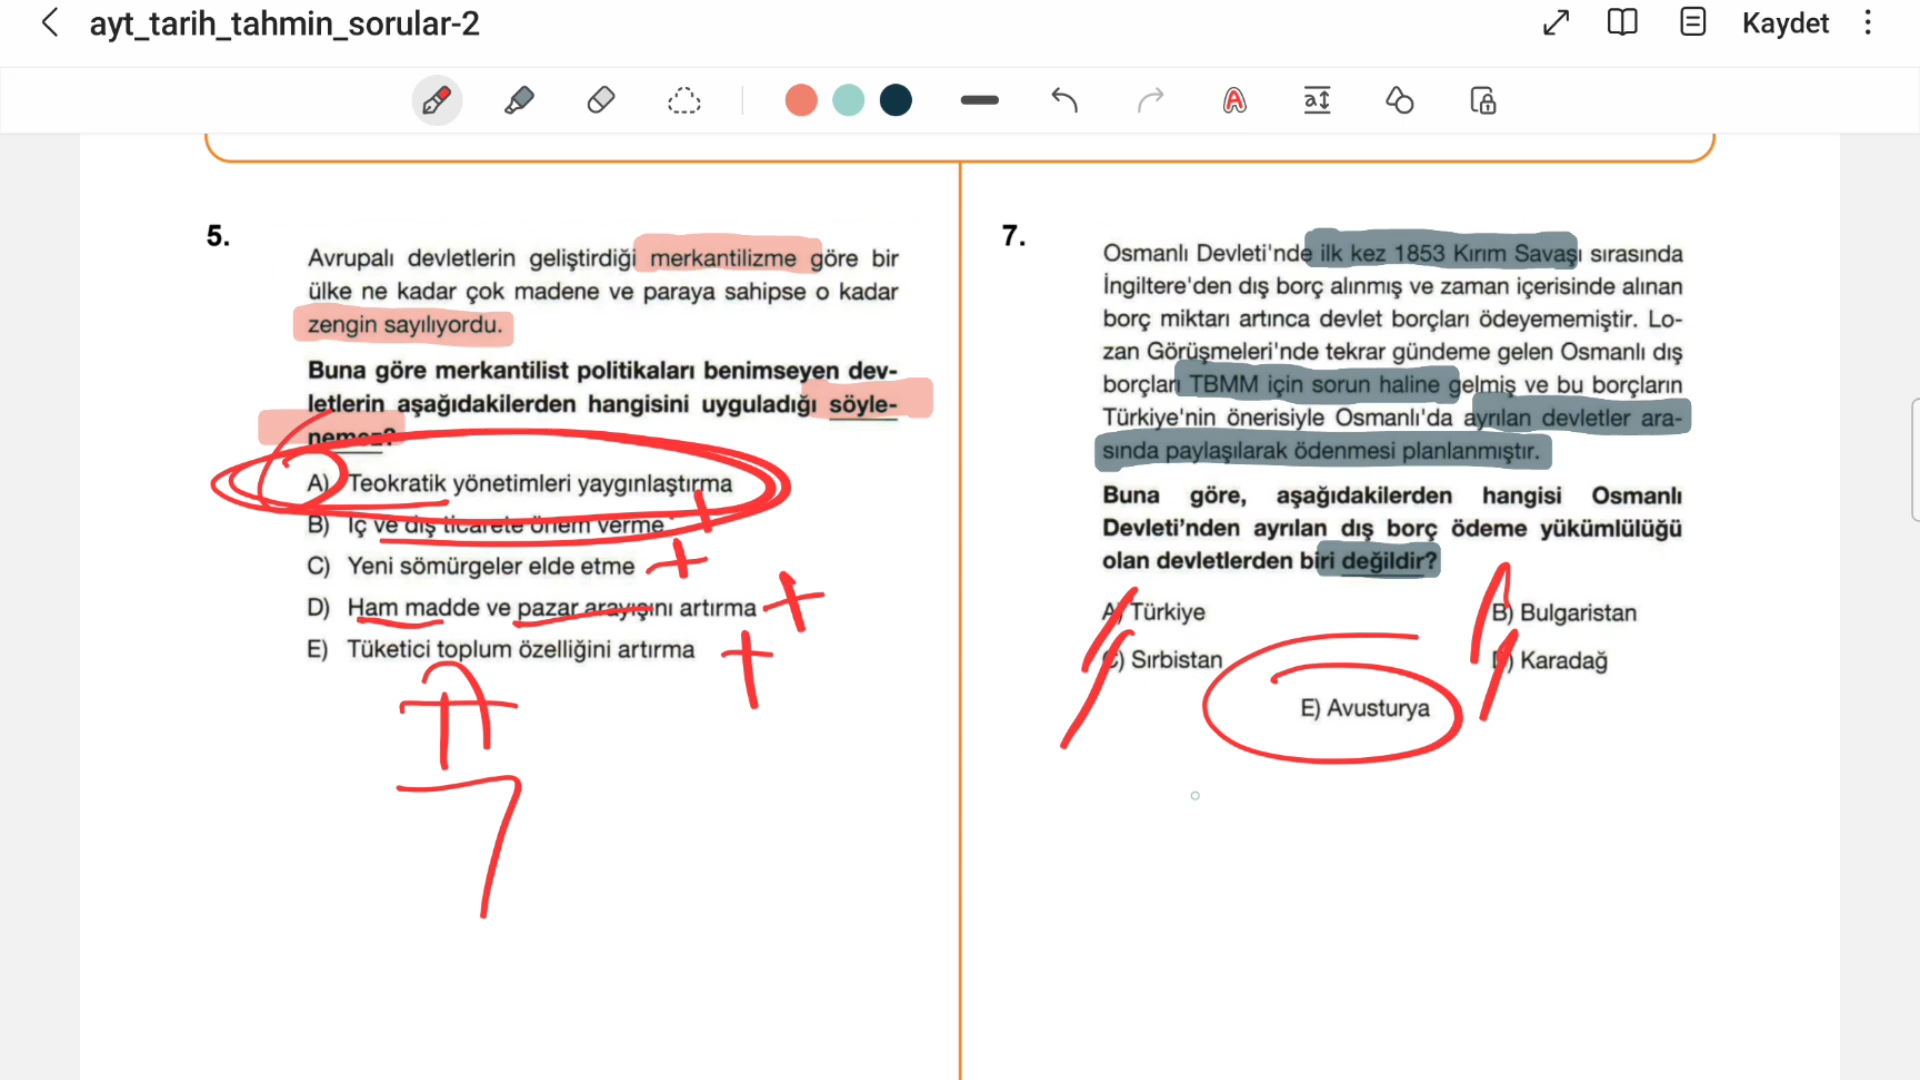 ayt_tarih_tahmin_sorular-2
Kaydet
5.
Avrupalı devletlerin geliştirdiği merkantilizme göre bir
ülke ne kadar çok madene ve paraya sahipse o kadar
zengin sayılıyordu.
Buna göre merkantilist politikaları benimseyen dev-
letlerin aşağıdakilerden hangisini uyguladığı söyle-
nemez?
A) Teokratik yönetimleri yaygınlaştırma
B) İç ve dış ticarete önem verme
C) Yeni sömürgeler elde etme
D) Ham madde ve pazar arayışını artırma
E) Tüketici toplum özelliğini artırma
7.
Osmanlı Devleti'nde ilk kez 1853 Kırım Savaşı sırasında
İngiltere'den dış borç alınmış ve zaman içerisinde alınan
borç miktarı artınca devlet borçları ödeyememiştir. Lo-
zan Görüşmeleri'nde tekrar gündeme gelen Osmanlı dış
borçları TBMM için sorun haline gelmiş ve bu borçların
Türkiye'nin önerisiyle Osmanlı'da ayrılan devletler ara-
sında paylaşılarak ödenmesi planlanmıştır.
Buna göre, aşağıdakilerden hangisi Osmanlı
Devleti'nden ayrılan dış borç ödeme yükümlülüğü
olan devletlerden biri değildir?
A) Türkiye B) Bulgaristan
C) Sırbistan D) Karadağ
E) Avusturya